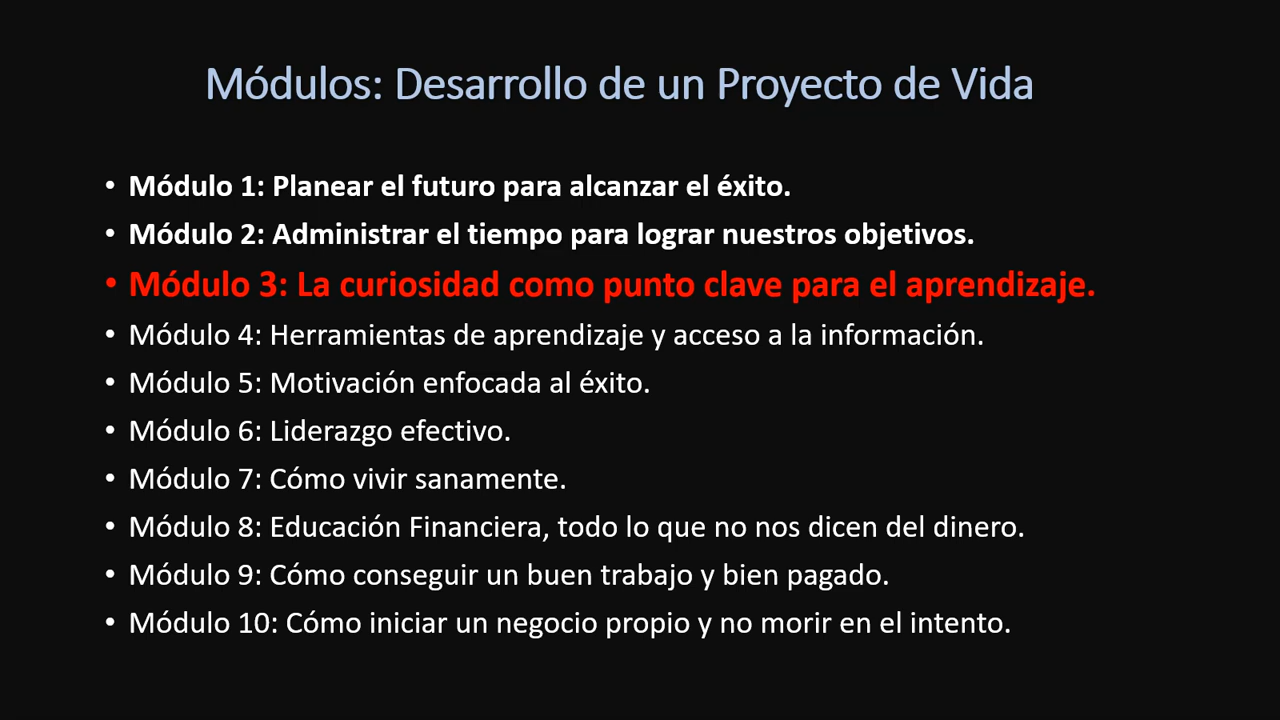 Módulos: Desarrollo de un Proyecto de Vida
• Módulo 1: Planear el futuro para alcanzar el éxito.
• Módulo 2: Administrar el tiempo para lograr nuestros objetivos.
• Módulo 3: La curiosidad como punto clave para el aprendizaje.
• Módulo 4: Herramientas de aprendizaje y acceso a la información.
• Módulo 5: Motivación enfocada al éxito.
• Módulo 6: Liderazgo efectivo.
• Módulo 7: Cómo vivir sanamente.
• Módulo 8: Educación Financiera, todo lo que no nos dicen del dinero.
• Módulo 9: Cómo conseguir un buen trabajo y bien pagado.
• Módulo 10: Cómo iniciar un negocio propio y no morir en el intento.